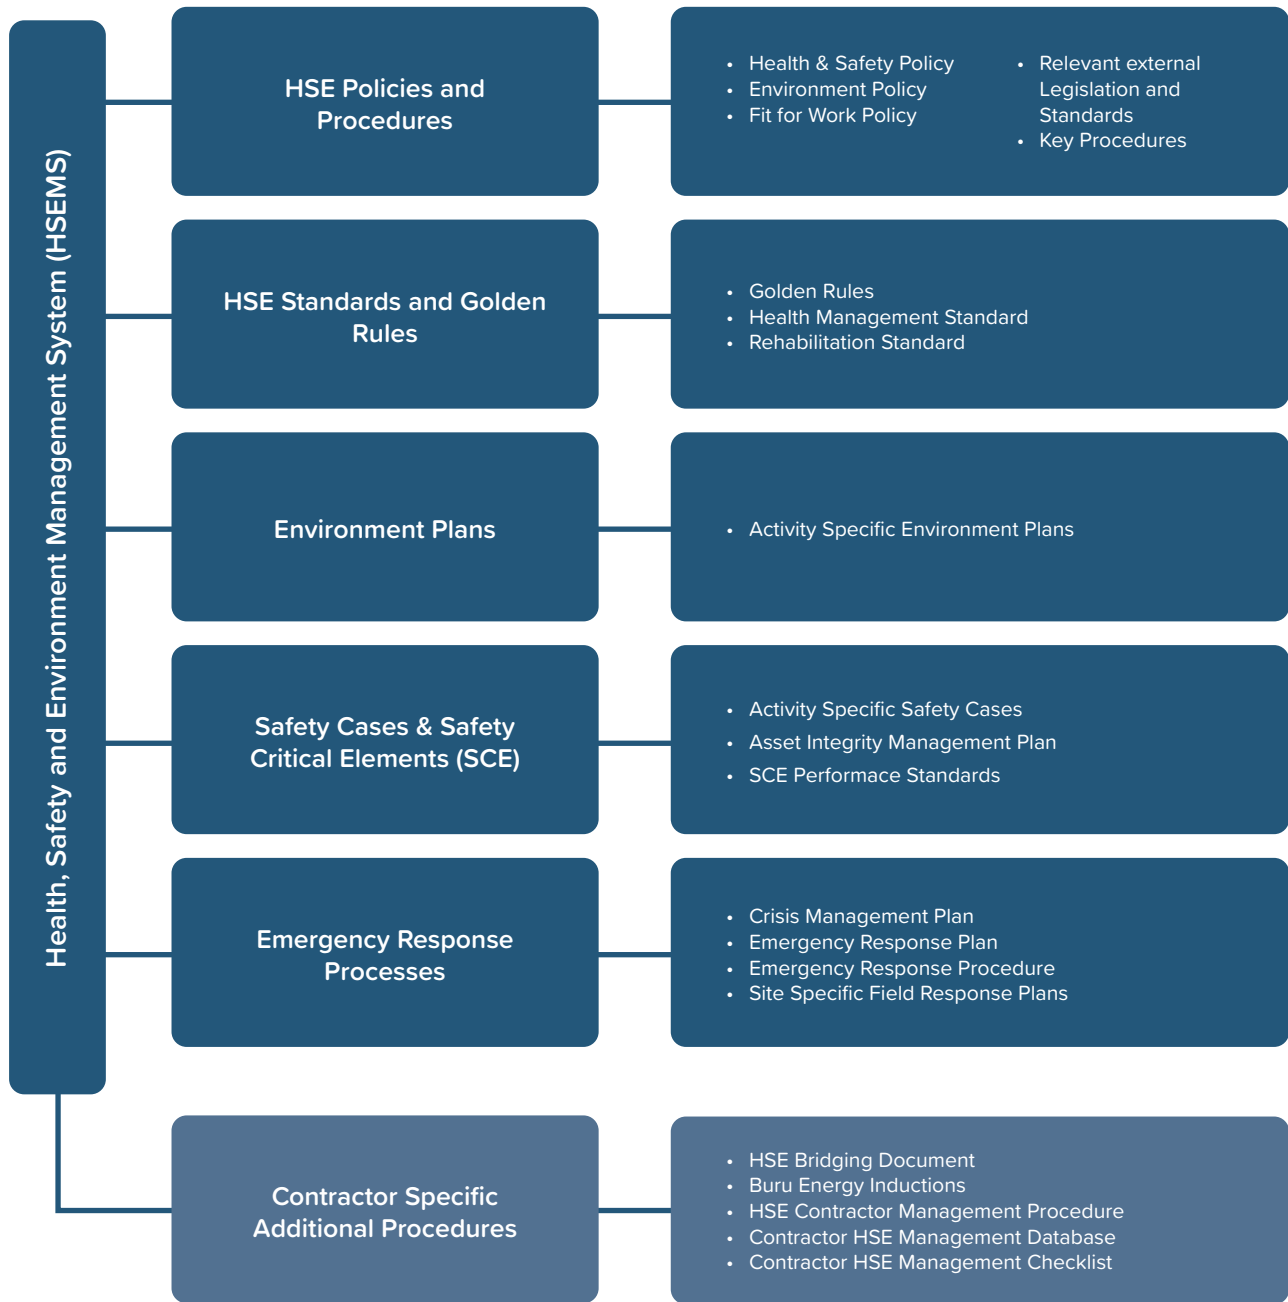 Health, Safety and Environment Management System (HSEMS)
HSE Policies and
Procedures
• Health & Safety Policy
• Environment Policy
• Fit for Work Policy
• Relevant external
Legislation and
Standards
• Key Procedures
HSE Standards and Golden
Rules
• Golden Rules
• Health Management Standard
• Rehabilitation Standard
Environment Plans
• Activity Specific Environment Plans
Safety Cases & Safety
Critical Elements (SCE)
• Activity Specific Safety Cases
• Asset Integrity Management Plan
• SCE Performace Standards
Emergency Response
Processes
• Crisis Management Plan
• Emergency Response Plan
• Emergency Response Procedure
• Site Specific Field Response Plans
Contractor Specific
Additional Procedures
• HSE Bridging Document
• Buru Energy Inductions
• HSE Contractor Management Procedure
• Contractor HSE Management Database
• Contractor HSE Management Checklist